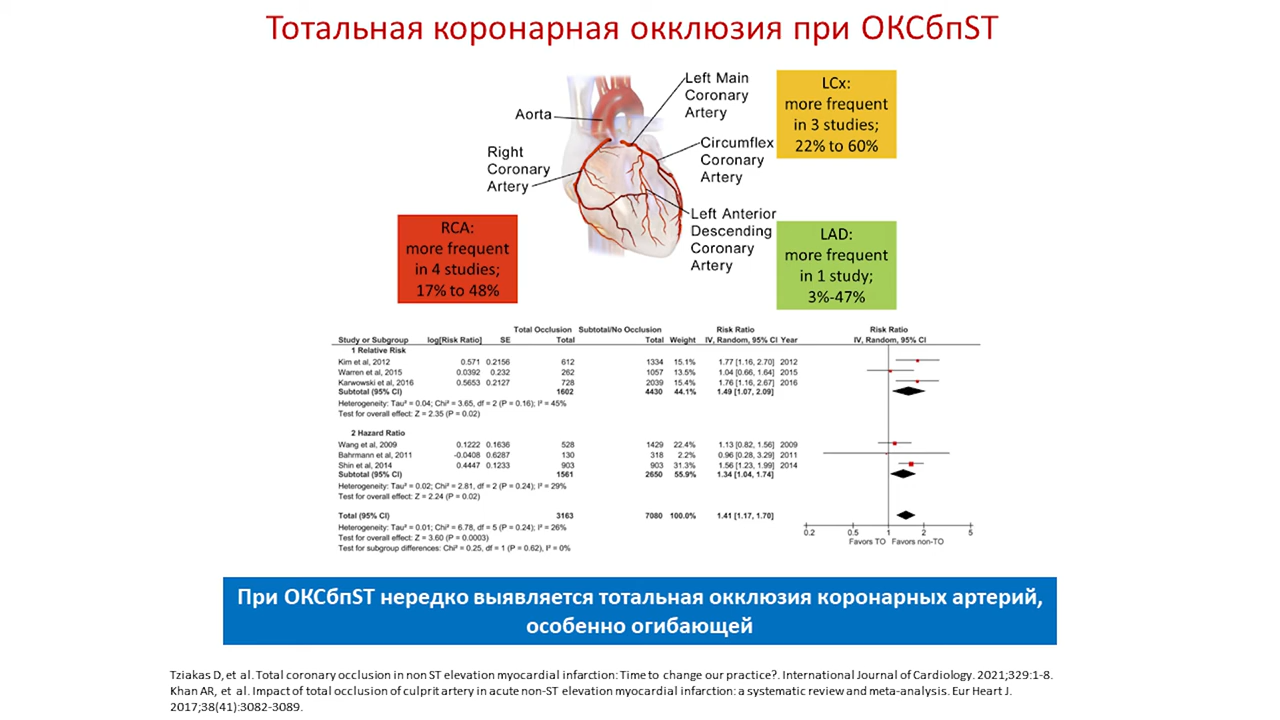 Тотальная коронарная окклюзия при ОКСбпST
Left Main
Coronary
Artery
Aorta
Circumflex
Coronary
Artery
Right
Coronary
Artery
Left Anterior
Descending
Coronary
Artery
LCx:
more frequent
in 3 studies;
22% to 60%
RCA:
more frequent
in 4 studies;
17% to 48%
LAD:
more frequent
in 1 study;
3%-47%
Total Occlusion Subtotal/No Occlusion Risk Ratio Risk Ratio
Study or Subgroup log[Risk Ratio] SE Total Total Weight IV, Random, 95% CI Year IV, Random, 95% CI
1 Relative Risk
Kim et al, 2012 0.571 0.2156 612 1334 15.1% 1.77 [1.16, 2.70] 2012
Warren et al, 2015 0.0392 0.232 262 1057 13.5% 1.04 [0.66, 1.64] 2015
Karwowski et al, 2016 0.5653 0.2127 728 2039 15.4% 1.76 [1.16, 2.67] 2016
Subtotal (95% CI) 1602 4430 44.1% 1.49 [1.07, 2.09]
Heterogeneity: Tau² = 0.04; Chi² = 3.65, df = 2 (P = 0.16); I² = 45%
Test for overall effect: Z = 2.35 (P = 0.02)
2 Hazard Ratio
Wang et al, 2009 0.1222 0.1636 528 1429 22.4% 1.13 [0.82, 1.56] 2009
Bahrmann et al, 2011 -0.0408 0.6287 130 318 2.2% 0.96 [0.28, 3.29] 2011
Shin et al, 2014 0.4447 0.1233 903 903 31.3% 1.56 [1.23, 1.99] 2014
Subtotal (95% CI) 1561 2650 55.9% 1.34 [1.04, 1.74]
Heterogeneity: Tau² = 0.02; Chi² = 2.81, df = 2 (P = 0.24); I² = 29%
Test for overall effect: Z = 2.24 (P = 0.02)
Total (95% CI) 3163 7080 100.0% 1.41 [1.17, 1.70]
Heterogeneity: Tau² = 0.01; Chi² = 6.78, df = 5 (P = 0.24); I² = 26%
Test for overall effect: Z = 3.60 (P = 0.0003)
Test for subgroup differences: Chi² = 0.25, df = 1 (P = 0.62), I² = 0%
0.2 0.5 1 2 5
Favors TO Favors non-TO
При ОКСбпST нередко выявляется тотальная окклюзия коронарных артерий,
особенно огибающей
Tziakas D, et al. Total coronary occlusion in non ST elevation myocardial infarction: Time to change our practice?. International Journal of Cardiology. 2021;329:1-8.
Khan AR, et al. Impact of total occlusion of culprit artery in acute non-ST elevation myocardial infarction: a systematic review and meta-analysis. Eur Heart J.
2017;38(41):3082-3089.